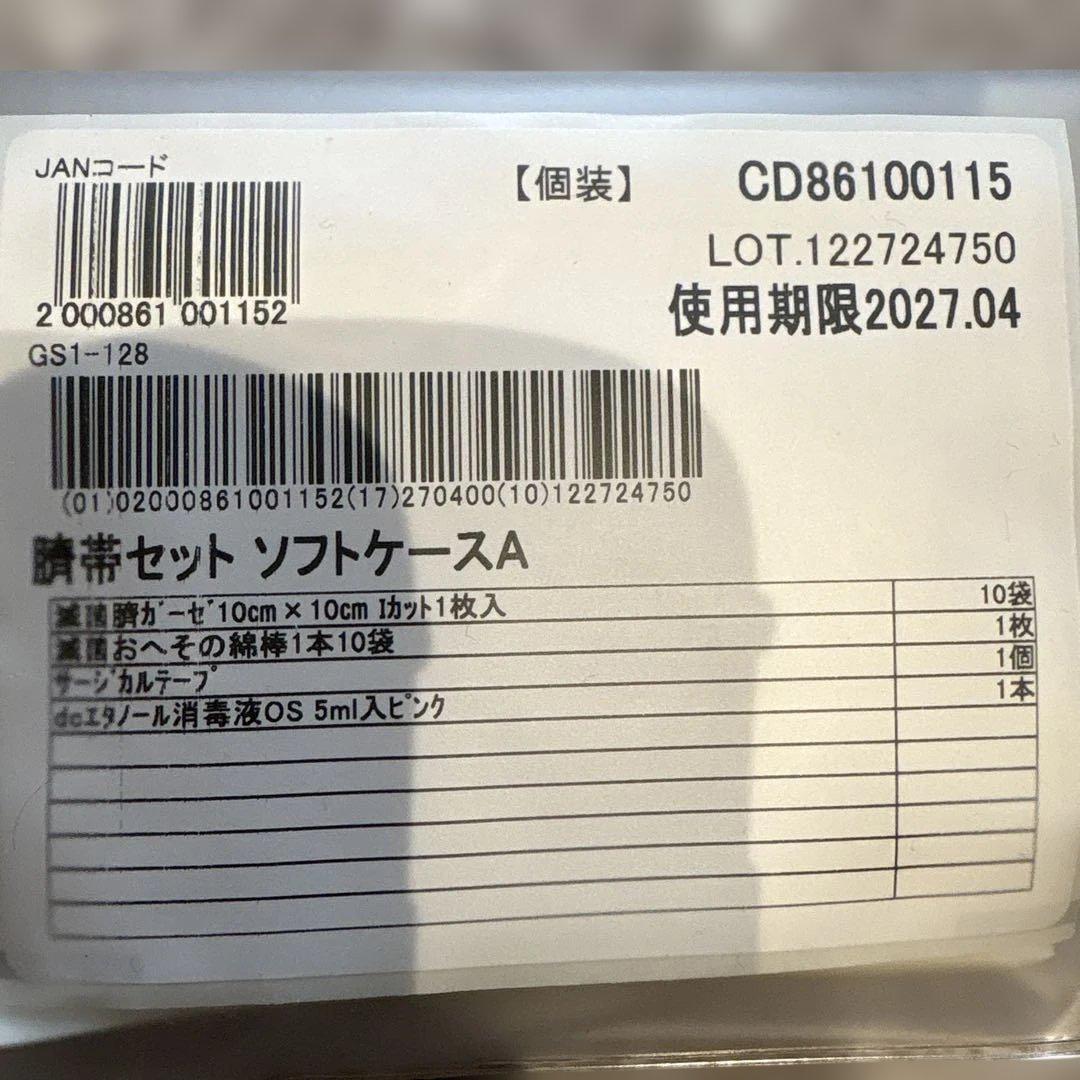 JANコード
【個装】
CD86100115
LOT.122724750
使用期限2027.04
2 000861 001152
GS1-128
(01)02000861001152(17)270400(10)122724750
臍帯セット ソフトケースA
滅菌臍ガーゼ10cm×10cm Iカット1枚入 10袋
滅菌おへその綿棒1本10袋 1枚
サージカルテープ 1個
dcエタノール消毒液OS 5ml入ピンク 1本